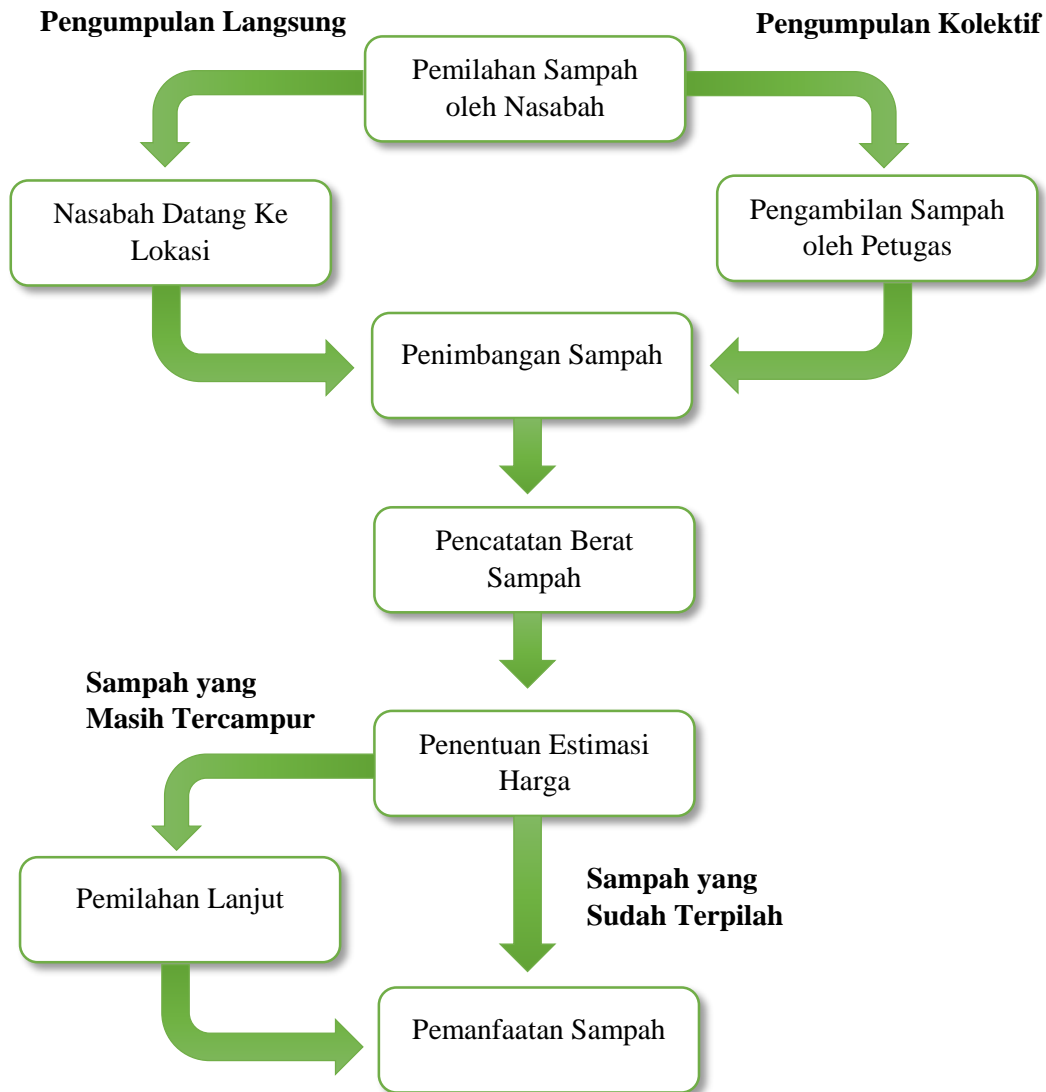 Pengumpulan Langsung
Pengumpulan Kolektif
Pemilahan Sampah
oleh Nasabah
Nasabah Datang Ke
Lokasi
Pengambilan Sampah
oleh Petugas
Penimbangan Sampah
Pencatatan Berat
Sampah
Sampah yang
Masih Tercampur
Penentuan Estimasi
Harga
Pemilahan Lanjut
Sampah yang
Sudah Terpilah
Pemanfaatan Sampah